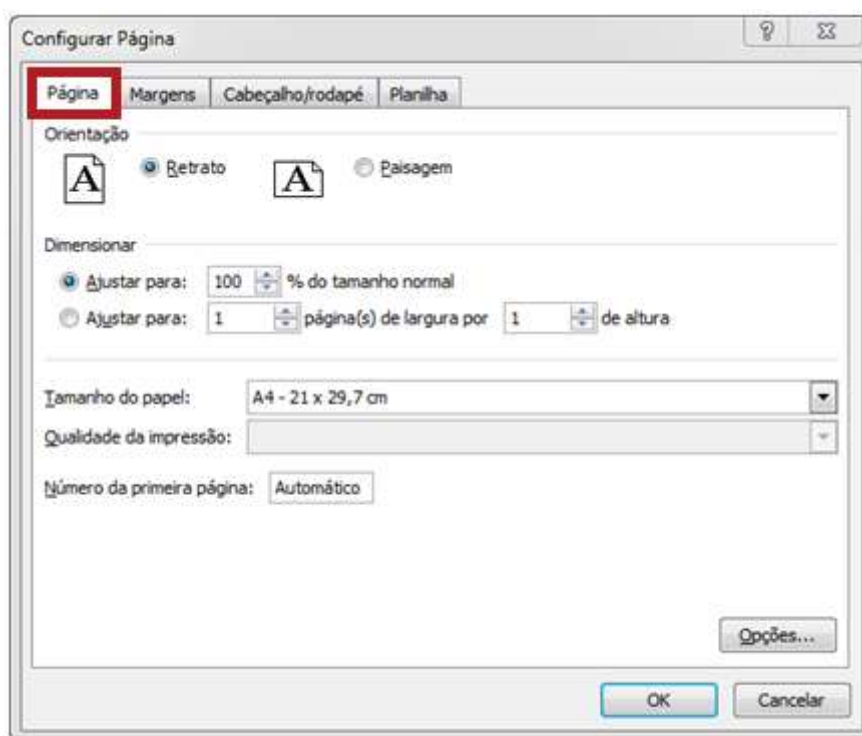 Configurar Página
Página Margens Cabeçalho/rodapé Planilha
Orientação
A Retrato A Paisagem
Dimensionar
Ajustar para: 100 % do tamanho normal
Ajustar para: 1 página(s) de largura por 1 de altura
Tamanho do papel: A4 - 21 x 29,7 cm
Qualidade da impressão:
Número da primeira página: Automático
Opções...
OK Cancelar